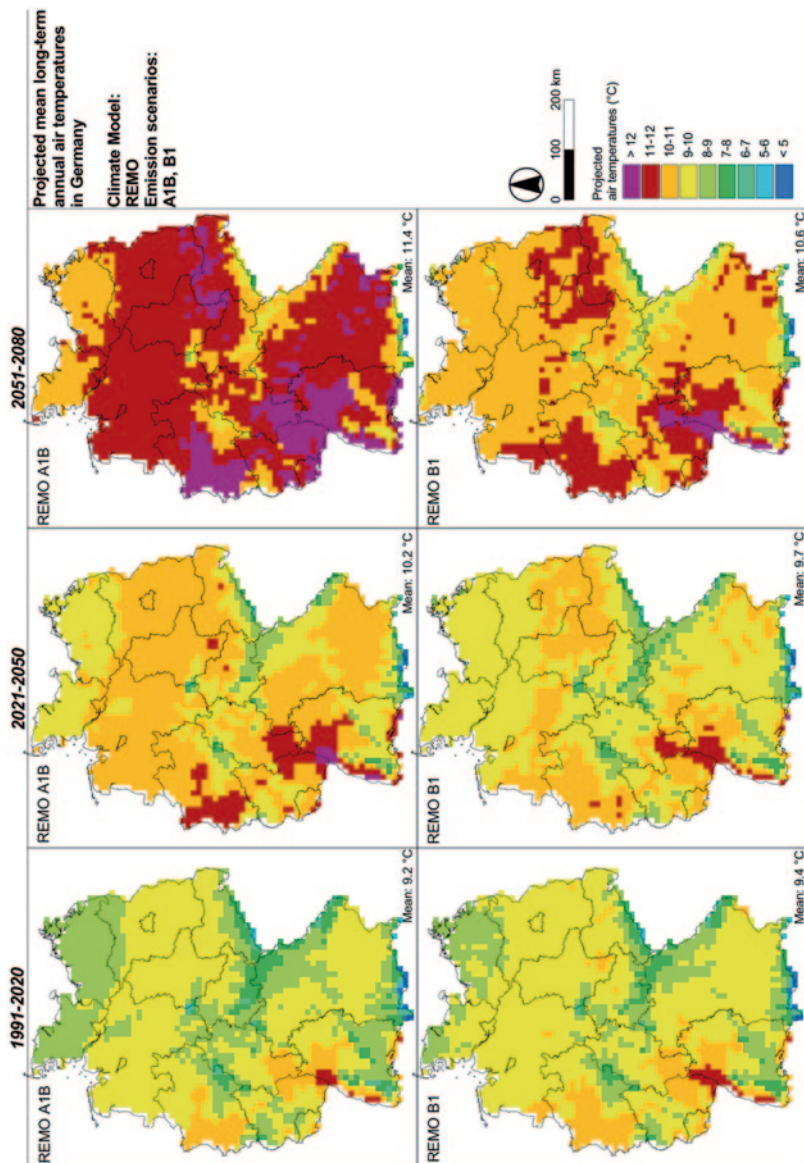 1991-2020
2021-2050
2051-2080
REMO A1B
Mean: 9.2 °C
REMO A1B
Mean: 10.2 °C
REMO A1B
Mean: 11.4 °C
REMO B1
Mean: 9.4 °C
REMO B1
Mean: 9.7 °C
REMO B1
Mean: 10.6 °C
Projected mean long-term
annual air temperatures
in Germany
Climate Model:
REMO
Emission scenarios:
A1B, B1
0 100 200 km
Projected
air temperatures (°C)
> 12
11-12
10-11
9-10
8-9
7-8
6-7
5-6
< 5